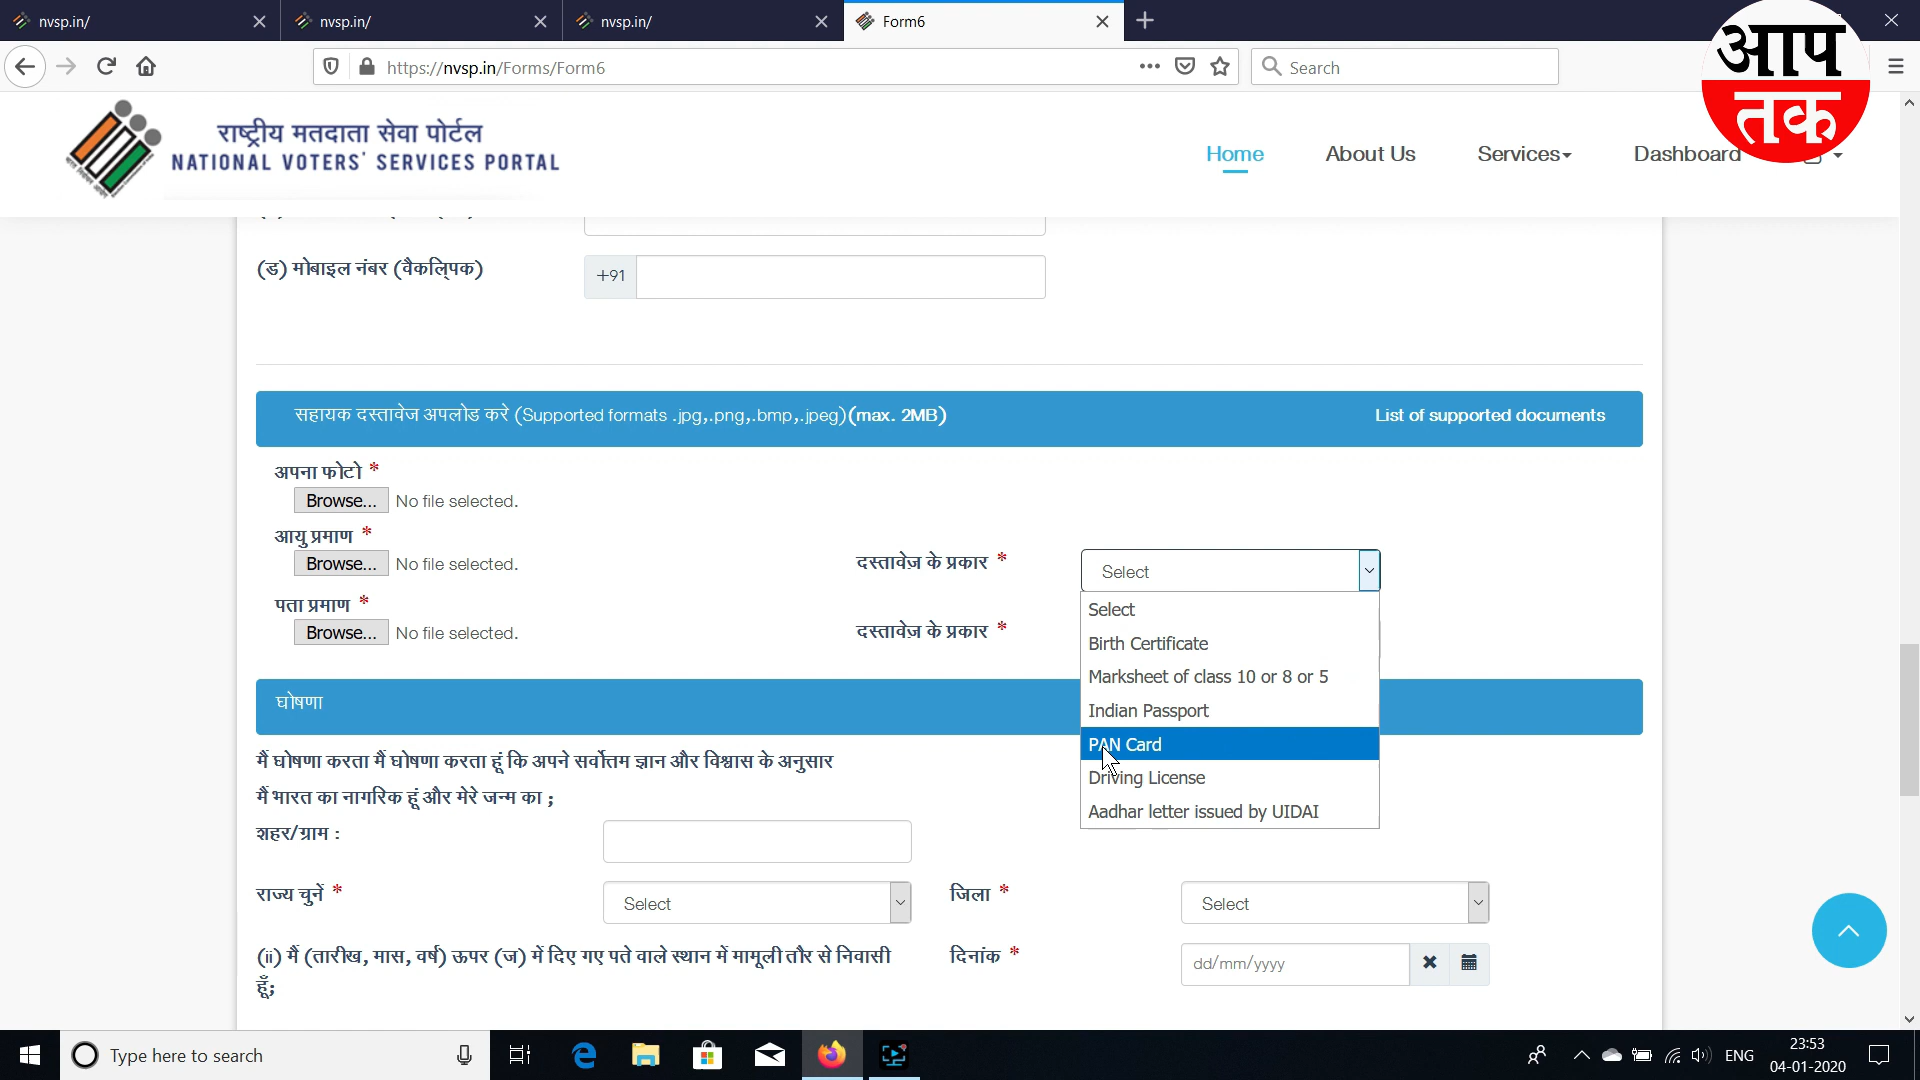 nvsp.in/
nvsp.in/
nvsp.in/
Form6
https://nvsp.in/Forms/Form6
Search
आप
तक
राष्ट्रीय मतदाता सेवा पोर्टल
NATIONAL VOTERS' SERVICES PORTAL
Home
About Us
Services
Dashboard
(ड) मोबाइल नंबर (वैकल्पिक)
+91
सहायक दस्तावेज अपलोड करे (Supported formats .jpg,.png,.bmp,.jpeg)(max. 2MB)
List of supported documents
अपना फोटो *
Browse... No file selected.
आयु प्रमाण *
Browse... No file selected.
दस्तावेज़ के प्रकार *
Select
पता प्रमाण *
Browse... No file selected.
दस्तावेज़ के प्रकार *
Select
Birth Certificate
Marksheet of class 10 or 8 or 5
Indian Passport
PAN Card
Driving License
Aadhar letter issued by UIDAI
घोषणा
मैं घोषणा करता मैं घोषणा करता हूं कि अपने सर्वोत्तम ज्ञान और विश्वास के अनुसार
मैं भारत का नागरिक हूं और मेरे जन्म का ;
शहर/ग्राम :
राज्य चुनें *
Select
जिला *
Select
(ii) मैं (तारीख, मास, वर्ष) ऊपर (ज) में दिए गए पते वाले स्थान में मामूली तौर से निवासी
हूँ;
दिनांक *
dd/mm/yyyy
Type here to search
ENG
23:53
04-01-2020